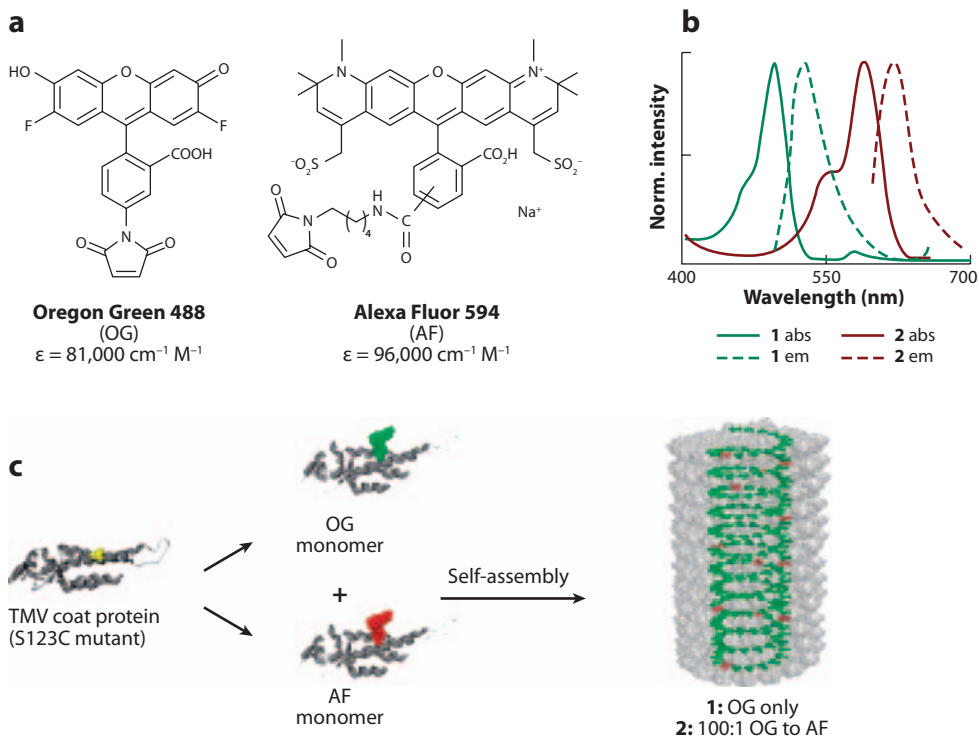 a
HO
O
O
F
F
COOH
O
N
O
Oregon Green 488
(OG)
ε = 81,000 cm⁻¹ M⁻¹
N
O
N⁺
⁻O₂S
CO₂H
SO₂⁻
O
N
O
( )₄
H
N
C
O
Na⁺
Alexa Fluor 594
(AF)
ε = 96,000 cm⁻¹ M⁻¹
b
Norm. intensity
400
550
700
Wavelength (nm)
1 abs
2 abs
1 em
2 em
c
TMV coat protein
(S123C mutant)
OG
monomer
+
AF
monomer
Self-assembly
1: OG only
2: 100:1 OG to AF